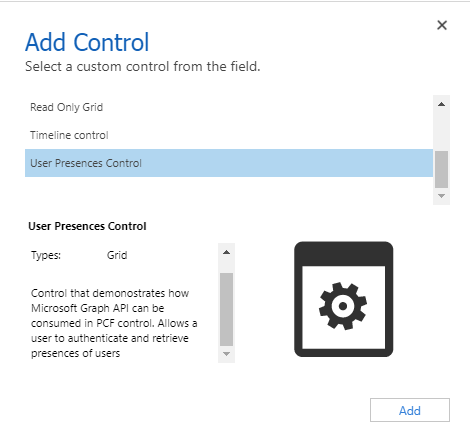 Add Control
Select a custom control from the field.
Read Only Grid
Timeline control
User Presences Control
User Presences Control
Types: Grid
Control that demonostrates how
Microsoft Graph API can be
consumed in PCF control. Allows a
user to authenticate and retrieve
presences of users
Add